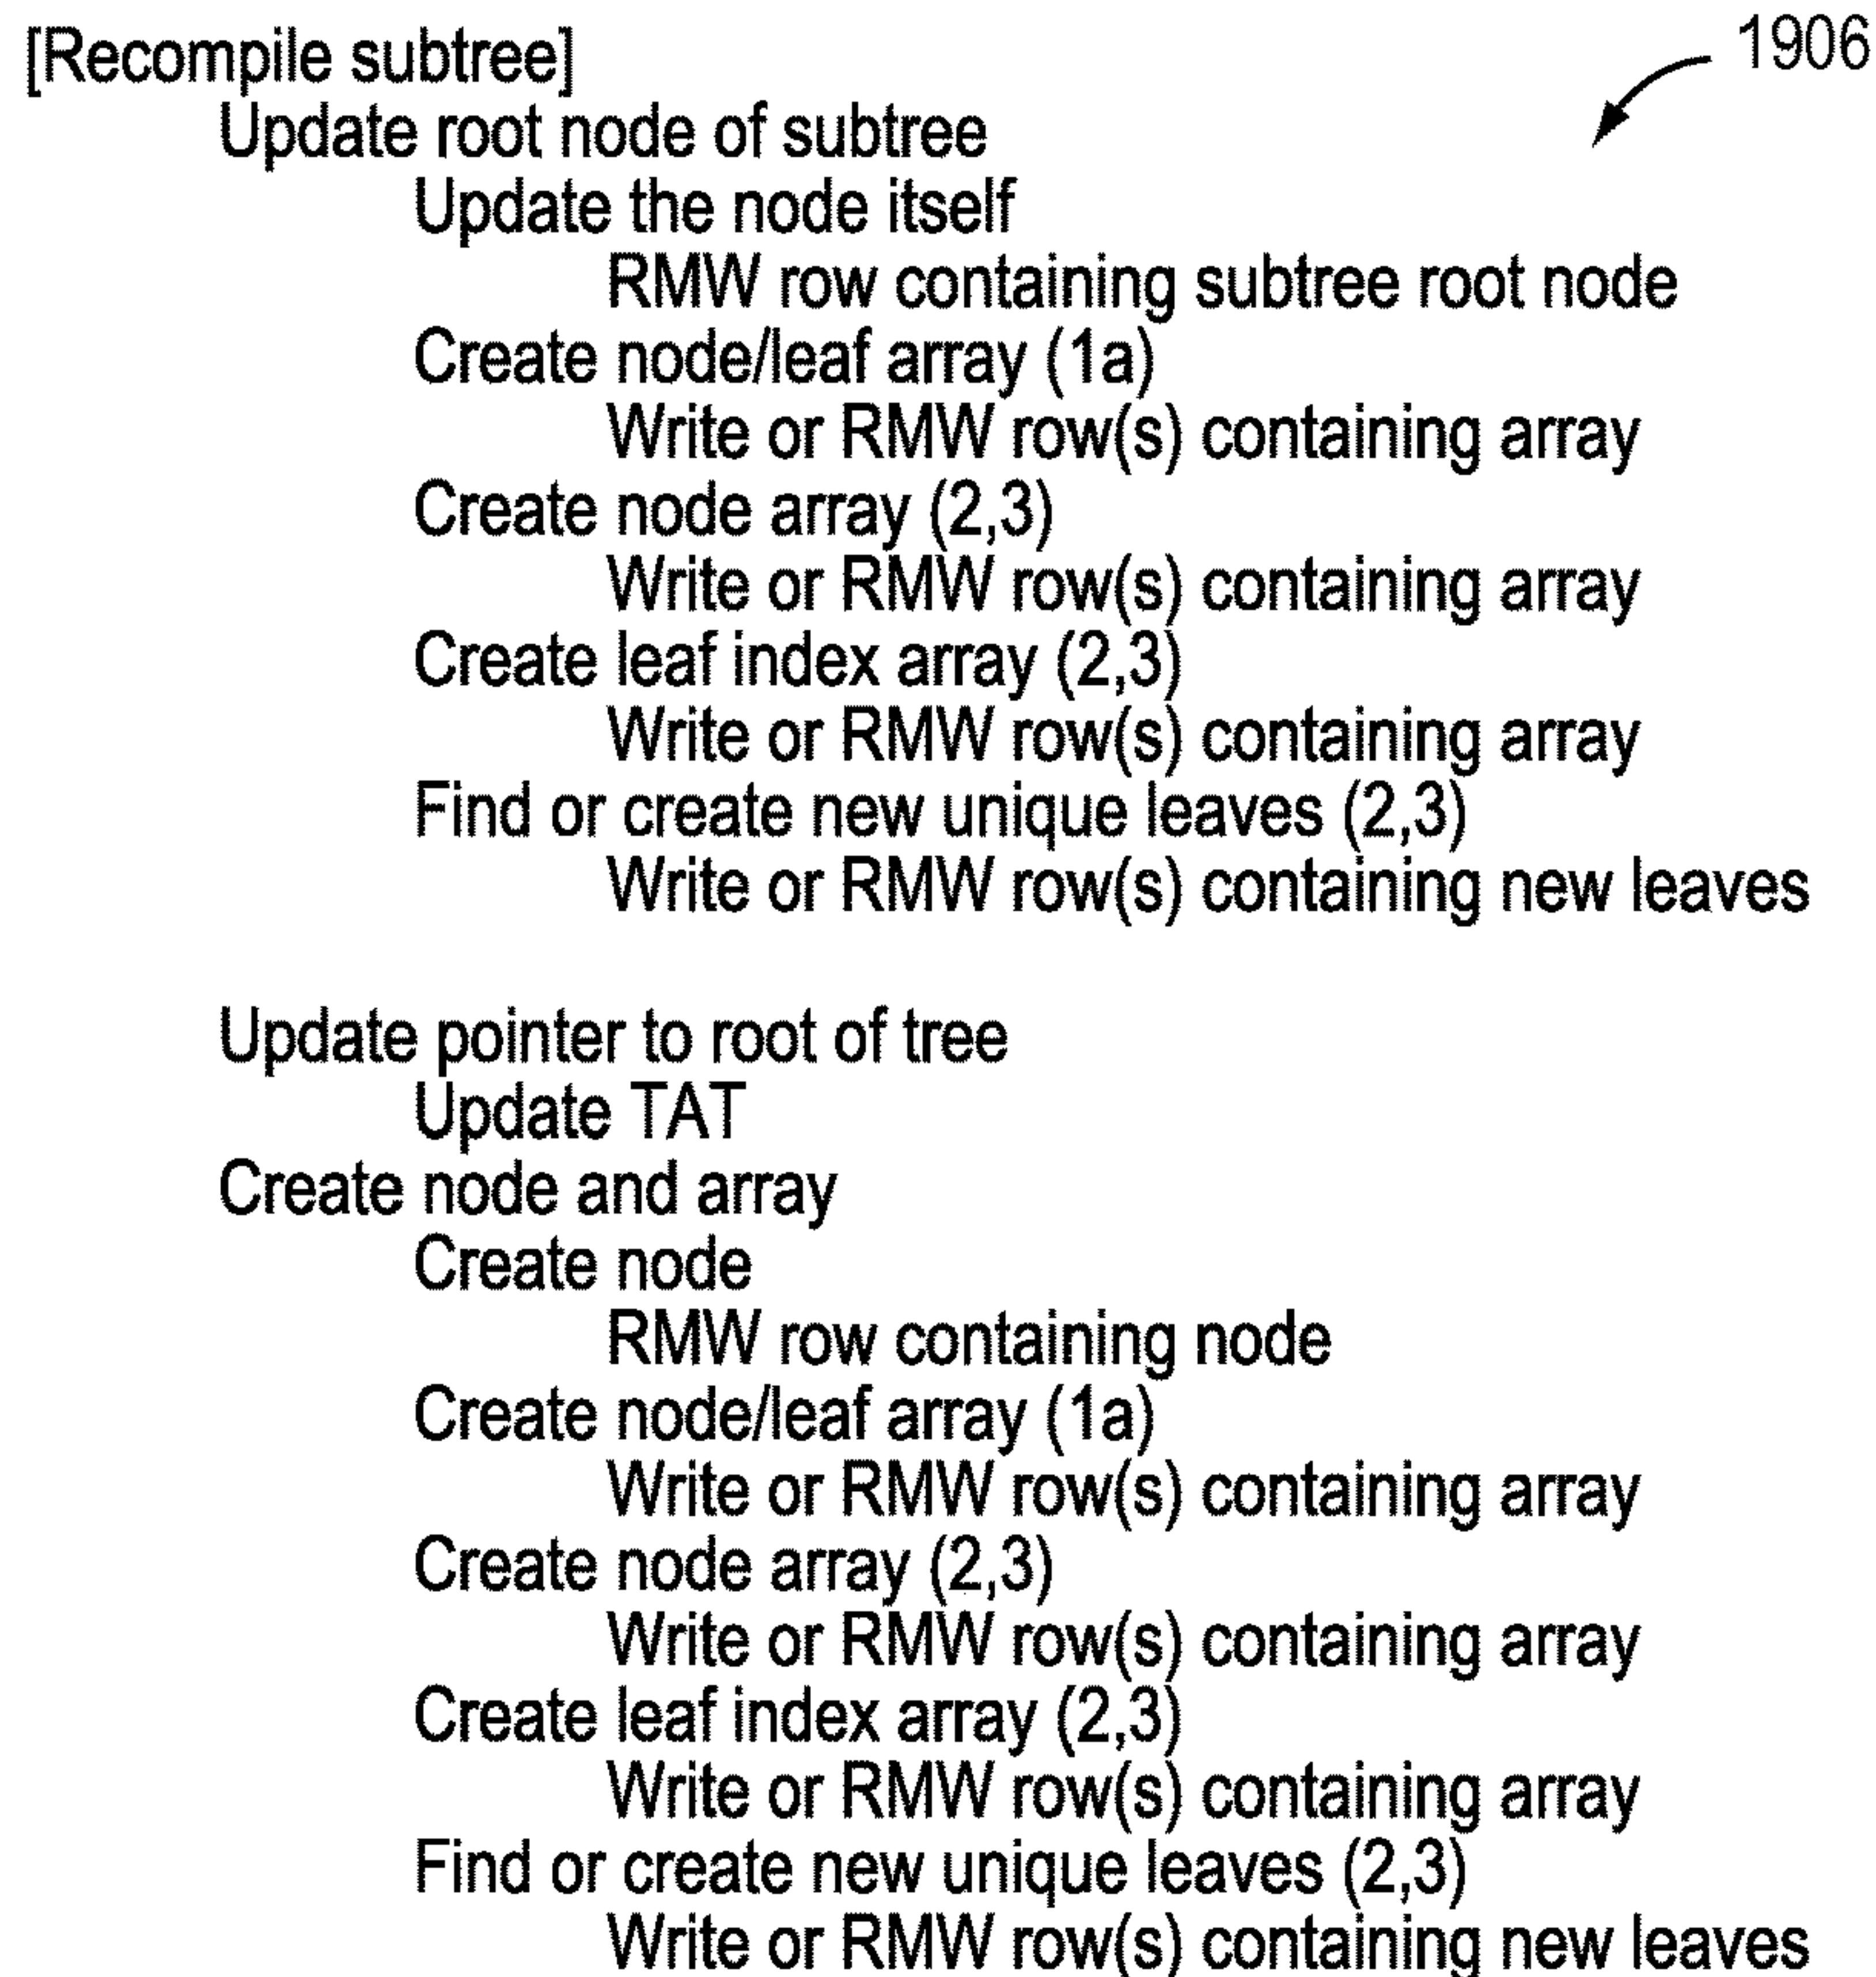 [Recompile subtree]
1906
Update root node of subtree
Update the node itself
RMW row containing subtree root node
Create node/leaf array (1a)
Write or RMW row(s) containing array
Create node array (2,3)
Write or RMW row(s) containing array
Create leaf index array (2,3)
Write or RMW row(s) containing array
Find or create new unique leaves (2,3)
Write or RMW row(s) containing new leaves
Update pointer to root of tree
Update TAT
Create node and array
Create node
RMW row containing node
Create node/leaf array (1a)
Write or RMW row(s) containing array
Create node array (2,3)
Write or RMW row(s) containing array
Create leaf index array (2,3)
Write or RMW row(s) containing array
Find or create new unique leaves (2,3)
Write or RMW row(s) containing new leaves